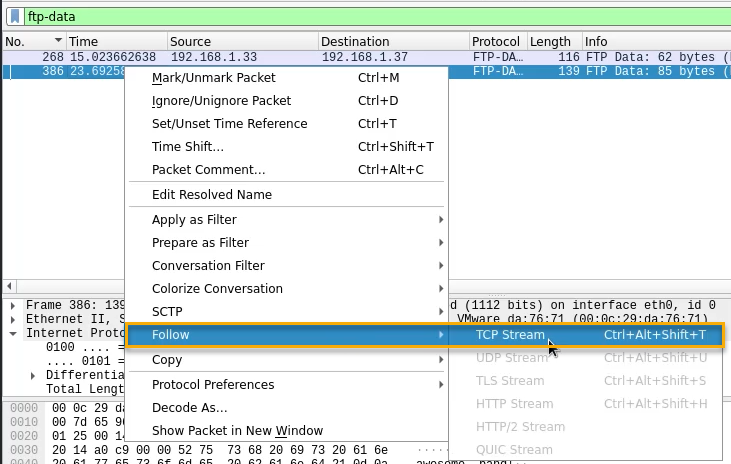 ftp-data
No. Time Source Destination Protocol Length Info
268 15.023662638 192.168.1.33 192.168.1.37 FTP-DA… 116 FTP Data: 62 bytes (
386 23.69258 FTP-DA… 139 FTP Data: 85 bytes (
Mark/Unmark Packet Ctrl+M
Ignore/Unignore Packet Ctrl+D
Set/Unset Time Reference Ctrl+T
Time Shift… Ctrl+Shift+T
Packet Comment… Ctrl+Alt+C
Edit Resolved Name
Apply as Filter
Prepare as Filter
Conversation Filter
Colorize Conversation
SCTP
Follow
Copy
Protocol Preferences
Decode As…
Show Packet in New Window
TCP Stream Ctrl+Alt+Shift+T
UDP Stream Ctrl+Alt+Shift+U
TLS Stream Ctrl+Alt+Shift+S
HTTP Stream Ctrl+Alt+Shift+H
HTTP/2 Stream
QUIC Stream
Frame 386: 139 d (1112 bits) on interface eth0, id 0
Ethernet II, S VMware_da:76:71 (00:0c:29:da:76:71)
Internet Proto
0100 .... =
.... 0101 =
Differentia
Total Lengt
0000 00 0c 29 da
0010 00 7d 65 9
0020 01 25 00 14
0030 20 14 a0 c9 00 00 52 75 73 68 20 69 73 20 61 6e
0040 20 61 77 65 73 6f 6d 65 20 62 61 6e 64 21 0d 0a awesome band!..